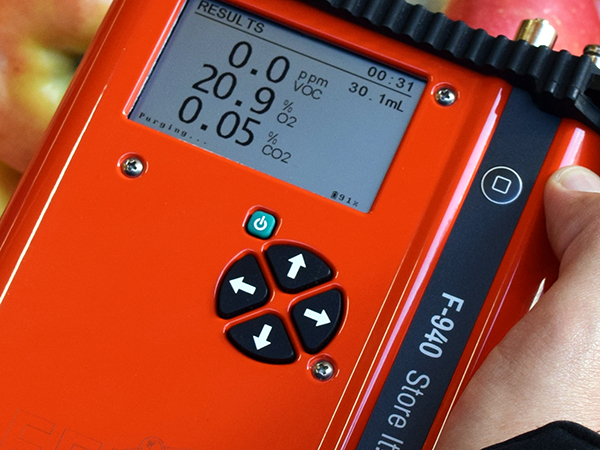 RESULTS
00:31
0.0 ppm VOC 30.1mL
20.9 % O2
0.05 % CO2
Purging...
91%
F-940 Store It